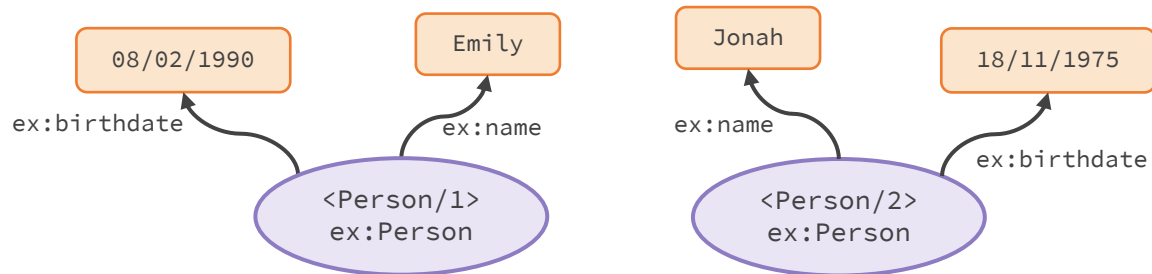 08/02/1990
Emily
Jonah
18/11/1975
ex:birthdate
ex:name
ex:name
ex:birthdate
<Person/1>
ex:Person
<Person/2>
ex:Person